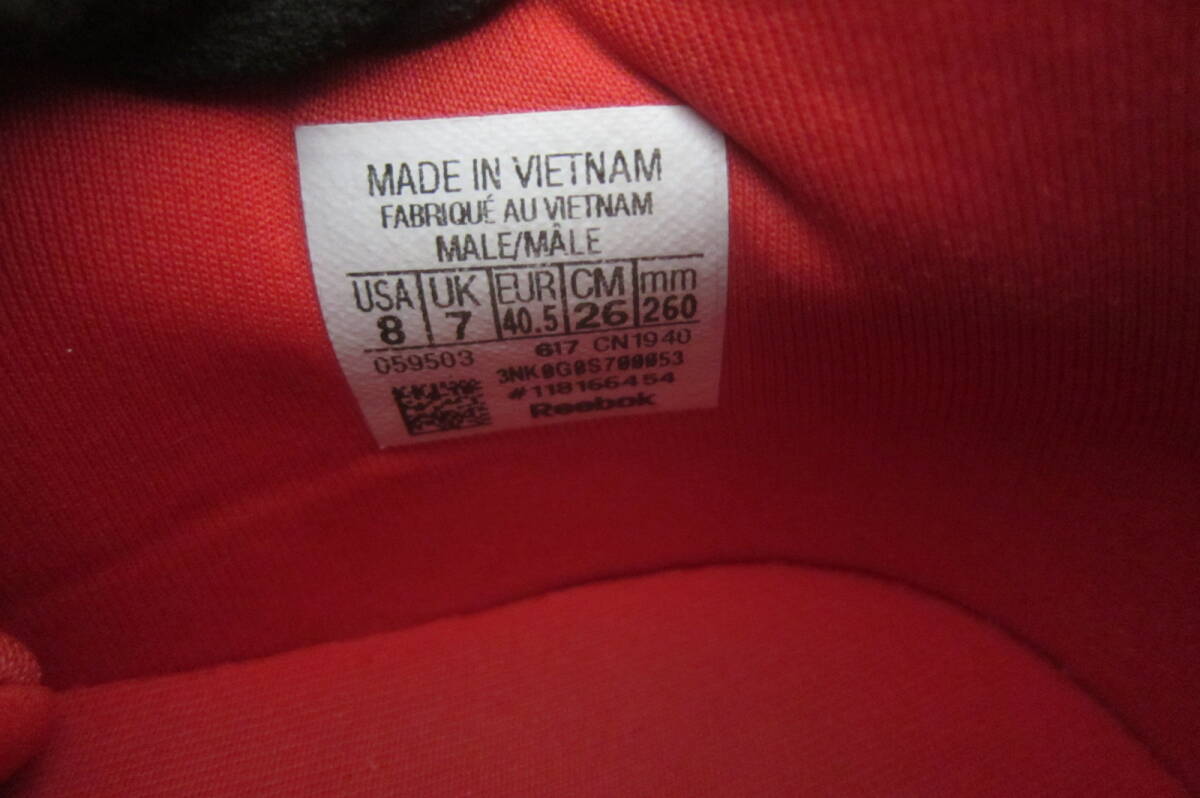 MADE IN VIETNAM
FABRIQUÉ AU VIETNAM
MALE/MÂLE
USA UK EUR CM mm
8 7 40.5 26 260
059503 617 CN1940
3NK0G0S700053
#118166454
Reebok